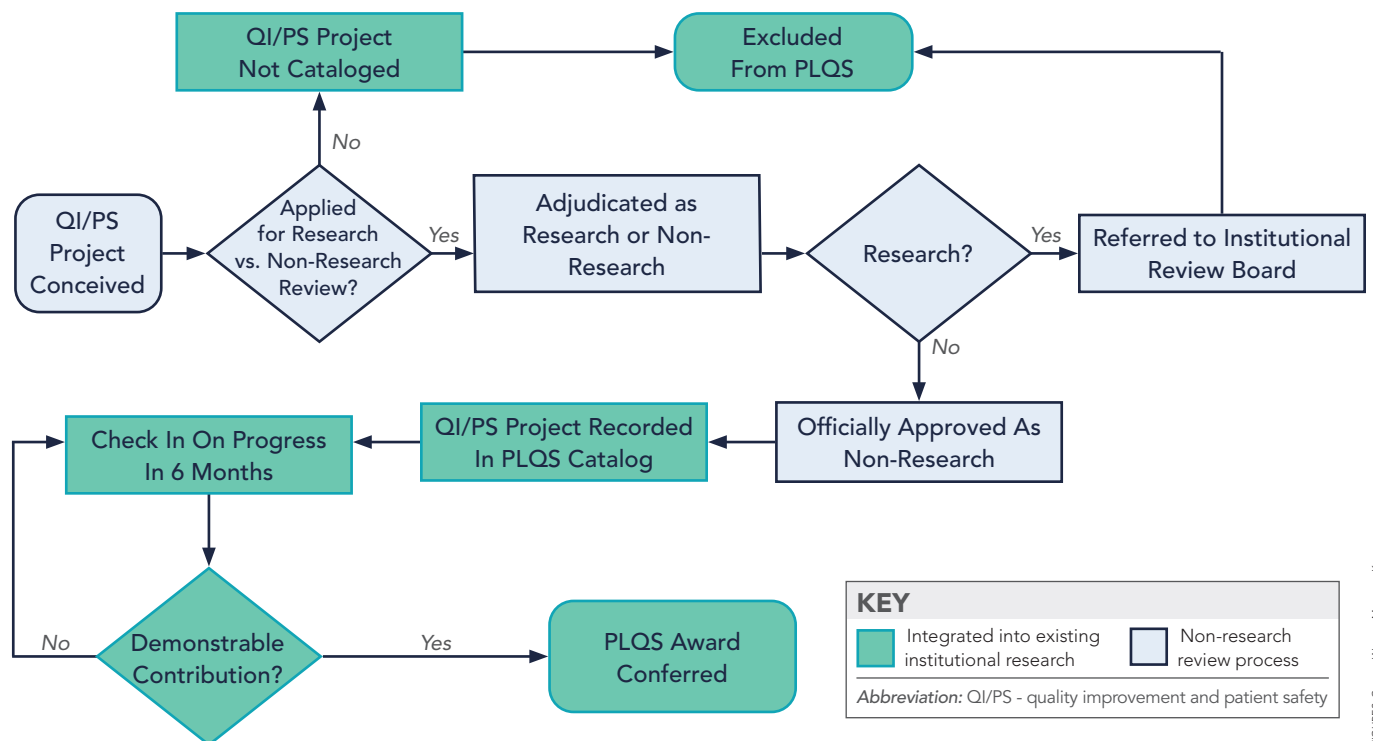 QI/PS Project
Not Cataloged
Excluded
From PLQS
No
QI/PS
Project
Conceived
Applied
for Research
vs. Non-Research
Review?
Yes
Adjudicated as
Research or Non-
Research
Research?
Yes
Referred to Institutional
Review Board
No
Check In On Progress
In 6 Months
QI/PS Project Recorded
In PLQS Catalog
Officially Approved As
Non-Research
No
Demonstrable
Contribution?
Yes
PLQS Award
Conferred
KEY
Integrated into existing
institutional research
Non-research
review process
Abbreviation: QI/PS - quality improvement and patient safety